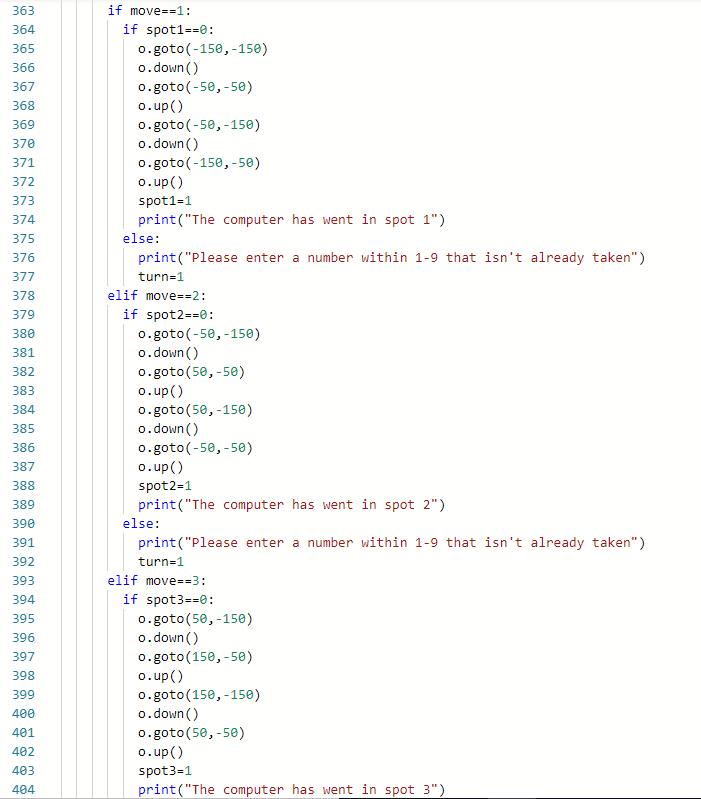 363 if move==1:
364 if spot1==0:
365 o.goto(-150,-150)
366 o.down()
367 o.goto(-50,-50)
368 o.up()
369 o.goto(-50,-150)
370 o.down()
371 o.goto(-150,-50)
372 o.up()
373 spot1=1
374 print("The computer has went in spot 1")
375 else:
376 print("Please enter a number within 1-9 that isn't already taken")
377 turn=1
378 elif move==2:
379 if spot2==0:
380 o.goto(-50,-150)
381 o.down()
382 o.goto(50,-50)
383 o.up()
384 o.goto(50,-150)
385 o.down()
386 o.goto(-50,-50)
387 o.up()
388 spot2=1
389 print("The computer has went in spot 2")
390 else:
391 print("Please enter a number within 1-9 that isn't already taken")
392 turn=1
393 elif move==3:
394 if spot3==0:
395 o.goto(50,-150)
396 o.down()
397 o.goto(150,-50)
398 o.up()
399 o.goto(150,-150)
400 o.down()
401 o.goto(50,-50)
402 o.up()
403 spot3=1
404 print("The computer has went in spot 3")